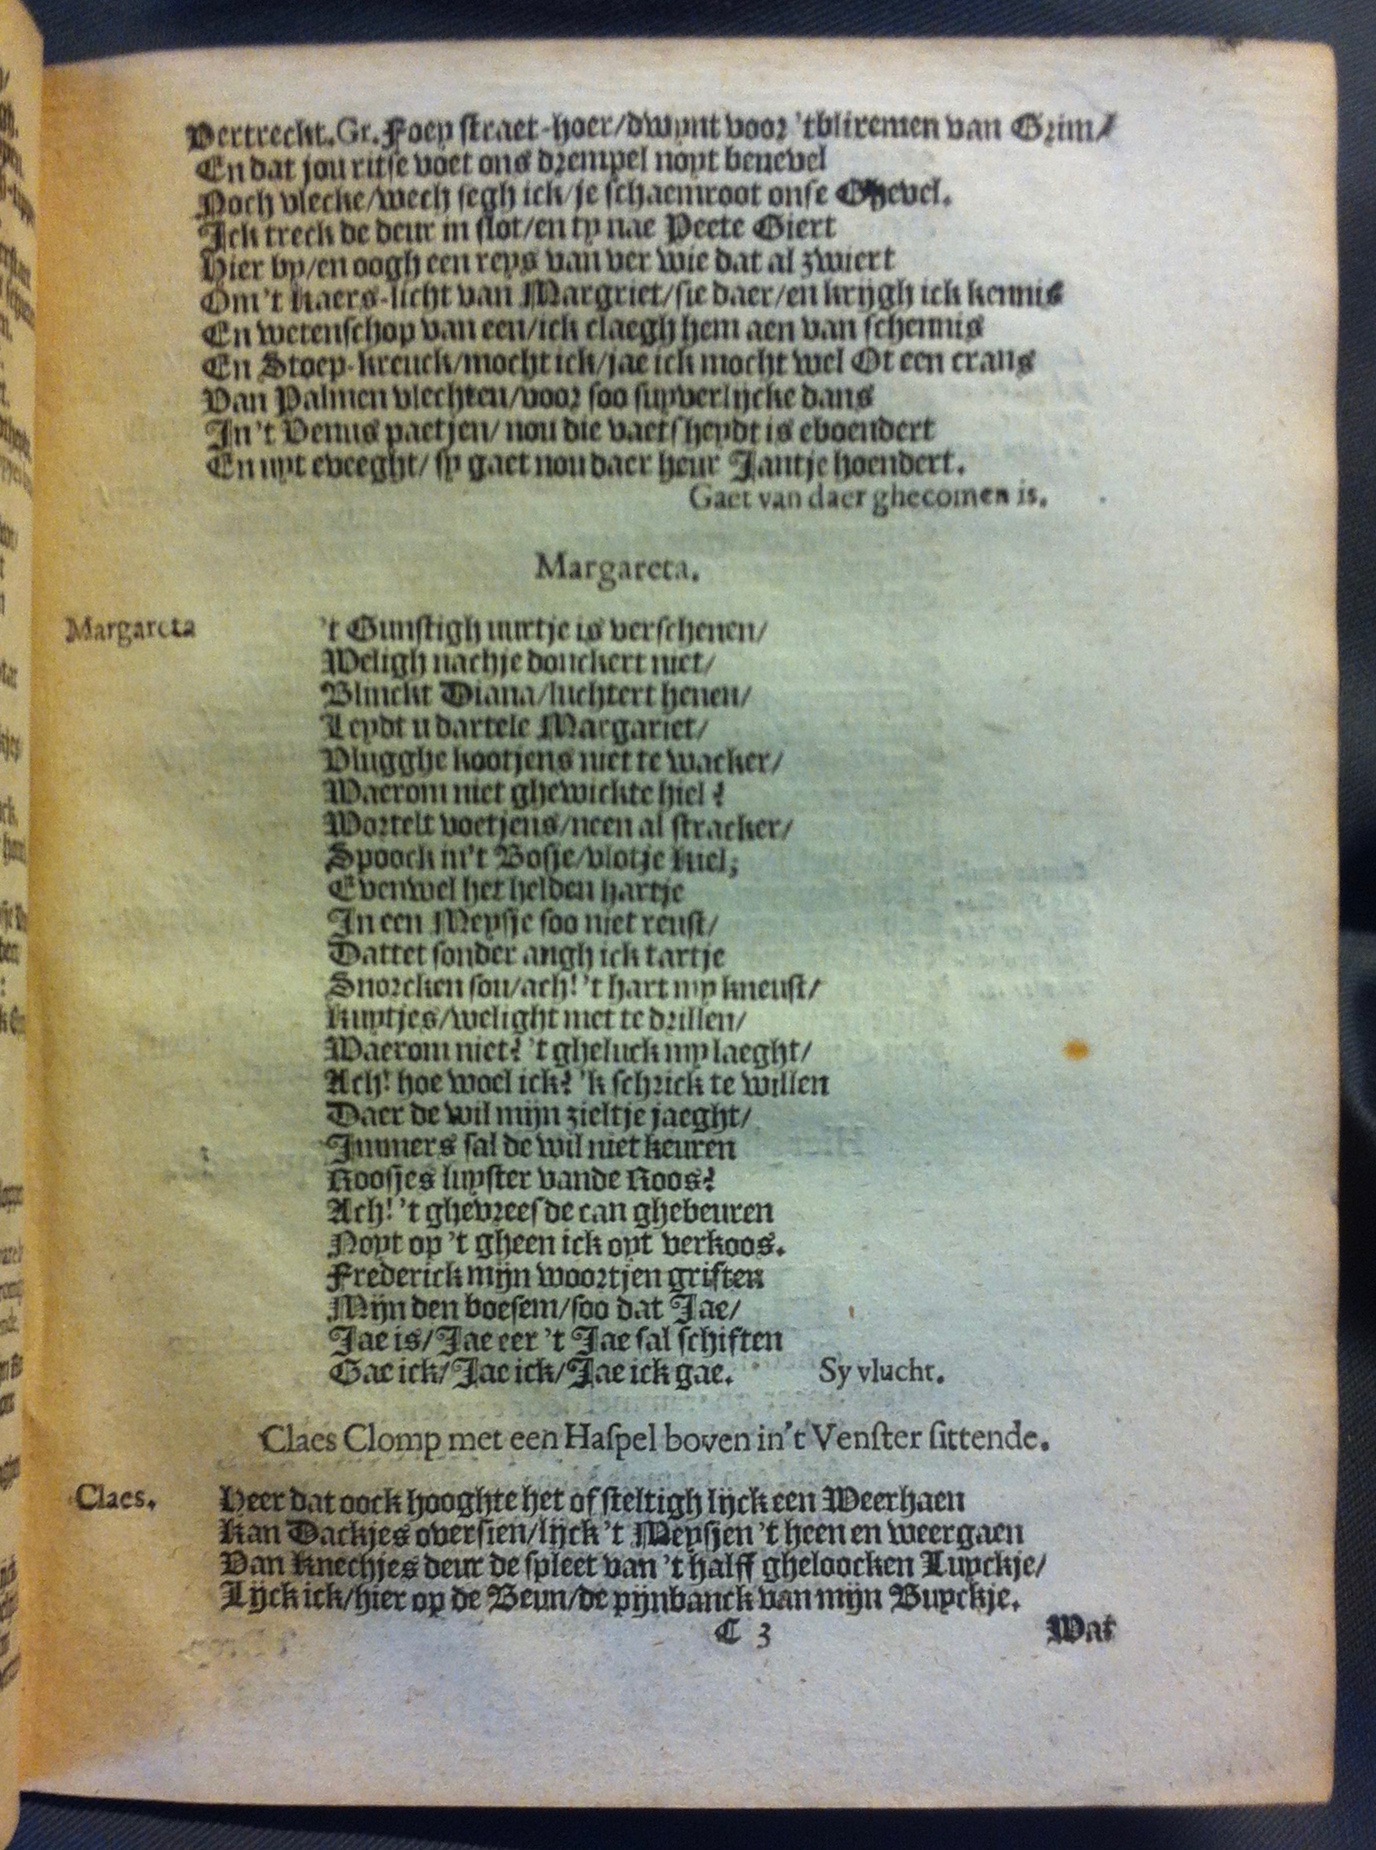 Vertreckt. Gr. Foey straet-hoer/dwynt voor 'tblixemen van Grim/
En dat jou ritse voet ons drempel noyt benevel
Noch vlecke/wech segh ick/je schaemroot onse Ghevel.
Ick treck de deur in slot/en ty nae Peete Giert
Hier by/en oogh een reys van ver wie dat al zwiert
Om 't kaers-licht van Margriet/sie daer/en krijgh ick kennis
En wetenschop van een/ick claegh hem aen van schennis
En Stoep-kreuck/mocht ick/jae ick mocht wel Ot een crans
Van Palmen vlechten/voor soo supverlijcke dans
In 't Venus paetjen/nou die vaets heydt is eboendert
En uyt eveeght/sy gaet nou daer heur Jantje hoendert.
Gaet van daer ghecomen is.
Margareta.
Margareta 't Gunstigh uurtje is verschenen/
Weligh nachje donckert niet/
Blinckt Diana/luchtert henen/
Leydt u dartele Margariet/
Vlugghe kootjens niet te wacker/
Waerom niet ghewickte hiel?
Wortelt voetjens/neen al stracker/
Spoock in't Bosje/vlotje kiel;
Evenwel het helden hartje
In een Meysje soo niet reust/
Dattet sonder angh ick tartje
Snorcken sou/ach! 't hart my kneust/
Kuytjes/welight niet te drillen/
Waerom niet? 't gheluck my laeght/
Ach! hoe woel ick? 'k schrick te willen
Daer de wil mijn zieltje jaeght/
Immers sal de wil niet keuren
Roosjes luyster vande Roos?
Ach! 't ghevreesde can ghebeuren
Noyt op 't gheen ick oyt verkoos.
Frederick mijn woortjen griften
Mijn den boesem/soo dat Jae/
Jae is/Jae eer 't Jae sal schiften
Gae ick/Jae ick/Jae ick gae. Sy vlucht.
Claes Clomp met een Haspel boven in't Venster sittende.
Claes. Heer dat oock hooghte het of steltigh lijck een Weerhaen
Kan Dackjes oversien/lijck 't Meysjen 't heen en weergaen
Van Knechjes deur de spleet van 't halff gheloocken Luyckje/
Lijck ick/hier op de Beun/de pijnbanck van mijn Buyckje.
C 3 Wat